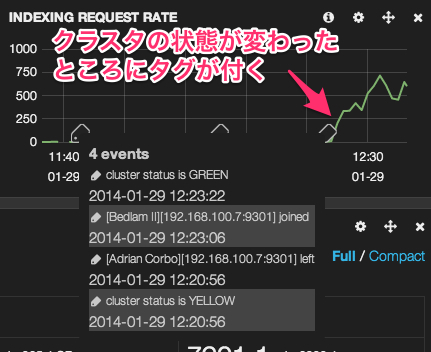 INDEXING REQUEST RATE
クラスタの状態が変わった
ところにタグが付く
1000
750
500
250
0
11:40
01-29
12:30
01-29
4 events
cluster status is GREEN
2014-01-29 12:23:22
[Bedlam II][192.168.100.7:9301] joined
2014-01-29 12:23:06
[Adrian Corbo][192.168.100.7:9301] left
2014-01-29 12:20:56
cluster status is YELLOW
2014-01-29 12:20:56
Full / Compact